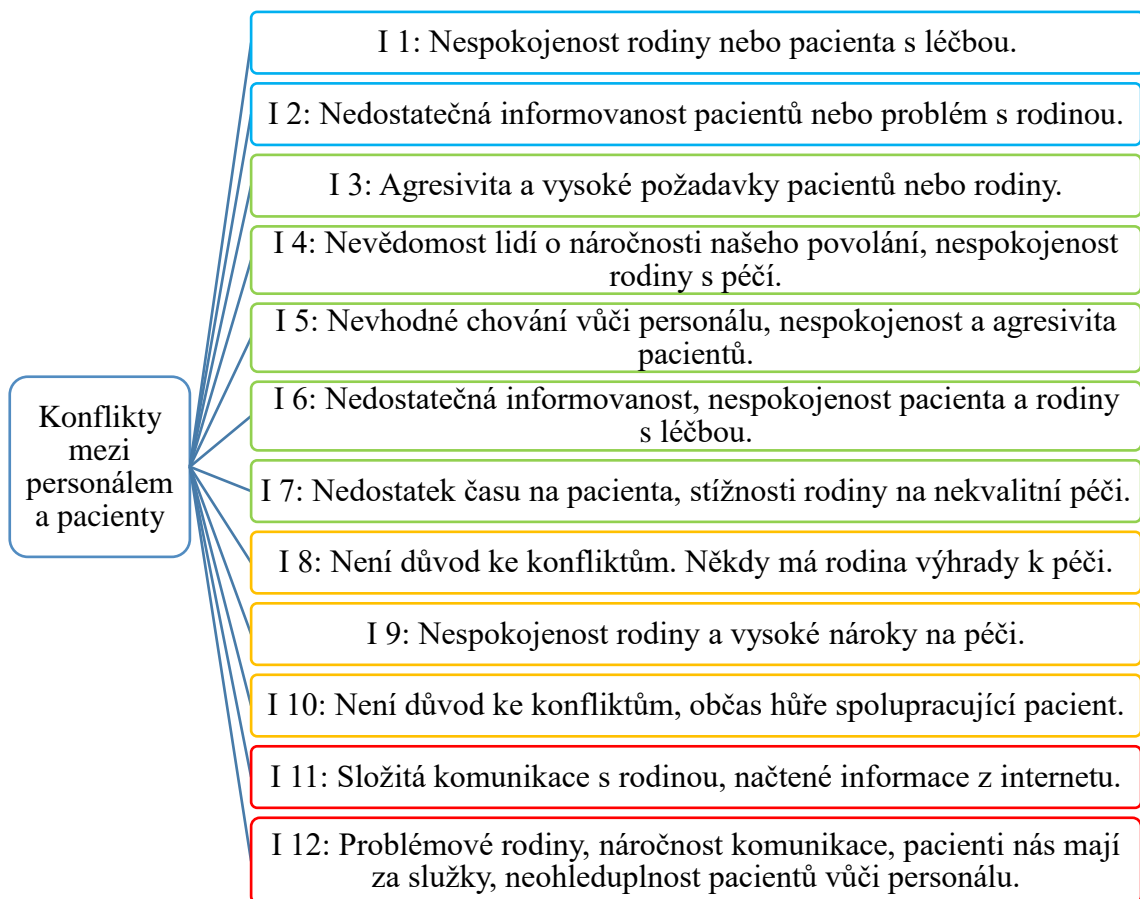 Konflikty
mezi
personálem
a pacienty
I 1: Nespokojenost rodiny nebo pacienta s léčbou.
I 2: Nedostatečná informovanost pacientů nebo problém s rodinou.
I 3: Agresivita a vysoké požadavky pacientů nebo rodiny.
I 4: Nevědomost lidí o náročnosti našeho povolání, nespokojenost
rodiny s péčí.
I 5: Nevhodné chování vůči personálu, nespokojenost a agresivita
pacientů.
I 6: Nedostatečná informovanost, nespokojenost pacienta a rodiny
s léčbou.
I 7: Nedostatek času na pacienta, stížnosti rodiny na nekvalitní péči.
I 8: Není důvod ke konfliktům. Někdy má rodina výhrady k péči.
I 9: Nespokojenost rodiny a vysoké nároky na péči.
I 10: Není důvod ke konfliktům, občas hůře spolupracující pacient.
I 11: Složitá komunikace s rodinou, načtené informace z internetu.
I 12: Problémové rodiny, náročnost komunikace, pacienti nás mají
za služky, neohleduplnost pacientů vůči personálu.